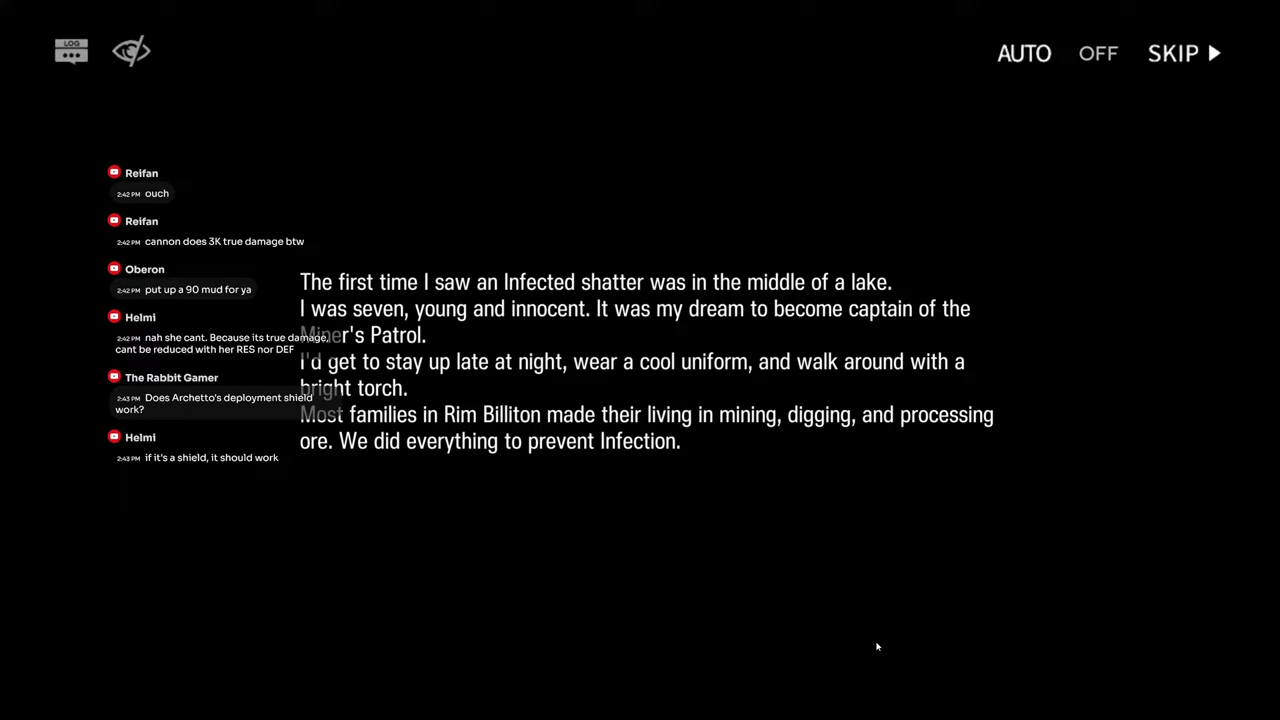 LOG
AUTO OFF SKIP
Reifan
2:42 PM ouch
Reifan
2:42 PM cannon does 3K true damage btw
Oberon
2:42 PM put up a 90 mud for ya
Helmi
2:42 PM nah she cant. Because its true damage,
cant be reduced with her RES nor DEF
The Rabbit Gamer
2:43 PM Does Archetto's deployment shield
work?
Helmi
2:43 PM if it's a shield, it should work
The first time I saw an Infected shatter was in the middle of a lake.
I was seven, young and innocent. It was my dream to become captain of the
Miner's Patrol.
I'd get to stay up late at night, wear a cool uniform, and walk around with a
bright torch.
Most families in Rim Billiton made their living in mining, digging, and processing
ore. We did everything to prevent Infection.